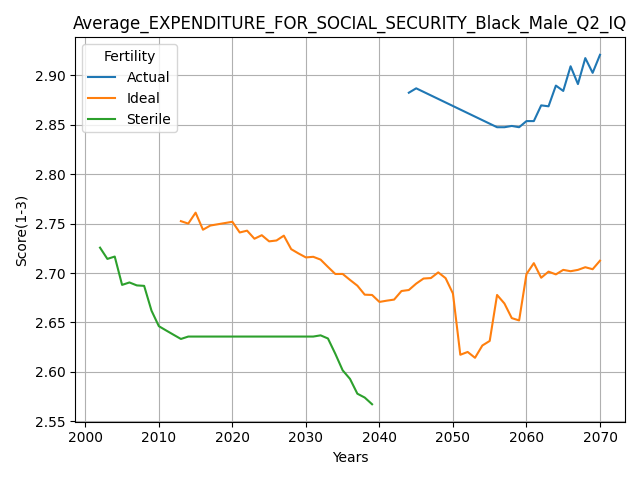 Average_EXPENDITURE_FOR_SOCIAL_SECURITY_Black_Male_Q2_IQ
Fertility
Actual
Ideal
Sterile
Score(1-3)
2.90
2.85
2.80
2.75
2.70
2.65
2.60
2.55
2000 2010 2020 2030 2040 2050 2060 2070
Years